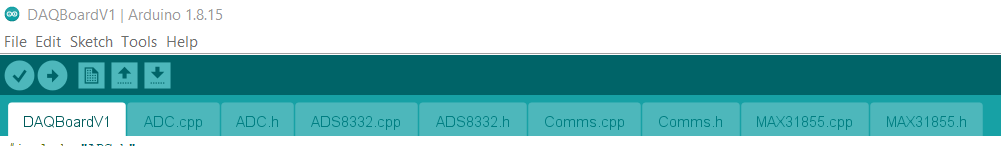 DAQBoardV1 | Arduino 1.8.15
File Edit Sketch Tools Help
DAQBoardV1 ADC.cpp ADC.h ADS8332.cpp ADS8332.h Comms.cpp Comms.h MAX31855.cpp MAX31855.h